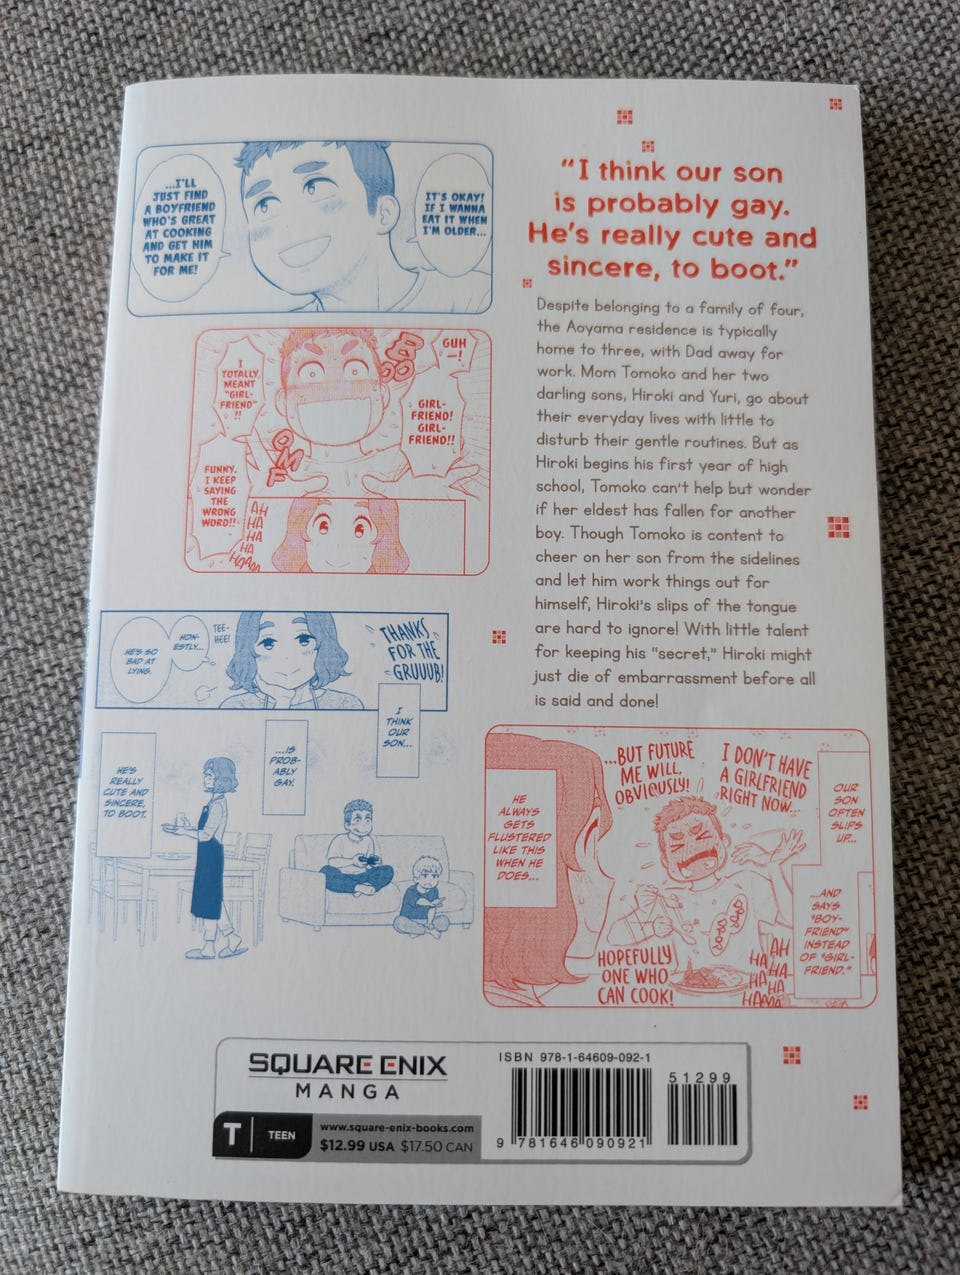 ...I'LL
JUST FIND
A BOYFRIEND
WHO'S GREAT
AT COOKING
AND GET HIM
TO MAKE IT
FOR ME!
IT'S OKAY!
IF I WANNA
EAT IT WHEN
I'M OLDER...
GUH
—!
BOO
I
TOTALLY
MEANT
"GIRL-
FRIEND"
!!
GIRL-
FRIEND!
GIRL-
FRIEND!!
OMF
FUNNY,
I KEEP
SAYING
THE
WRONG
WORD!!
AH
HA
HA
HA
HAAAA
THANKS
FOR THE
GRUUUB!
TEE-
HEE!
HON-
ESTLY...
HE'S SO
BAD AT
LYING.
I
THINK
OUR
SON...
...IS
PROB-
ABLY
GAY.
HE'S
REALLY
CUTE AND
SINCERE,
TO BOOT.
"I think our son
is probably gay.
He's really cute and
sincere, to boot."
Despite belonging to a family of four,
the Aoyama residence is typically
home to three, with Dad away for
work. Mom Tomoko and her two
darling sons, Hiroki and Yuri, go about
their everyday lives with little to
disturb their gentle routines. But as
Hiroki begins his first year of high
school, Tomoko can't help but wonder
if her eldest has fallen for another
boy. Though Tomoko is content to
cheer on her son from the sidelines
and let him work things out for
himself, Hiroki's slips of the tongue
are hard to ignore! With little talent
for keeping his "secret," Hiroki might
just die of embarrassment before all
is said and done!
OUR
SON
OFTEN
SLIPS
UP...
I DON'T HAVE
A GIRLFRIEND
RIGHT NOW...
...BUT FUTURE
ME WILL,
OBVIOUSLY!
...AND
SAYS
"BOY-
FRIEND"
INSTEAD
OF "GIRL-
FRIEND."
HE
ALWAYS
GETS
FLUSTERED
LIKE THIS
WHEN HE
DOES...
HOPEFULLY
ONE WHO
CAN COOK!
SQUARE ENIX
MANGA
T TEEN
www.square-enix-books.com
$12.99 USA $17.50 CAN
ISBN 978-1-64609-092-1
51299
9 781646 090921